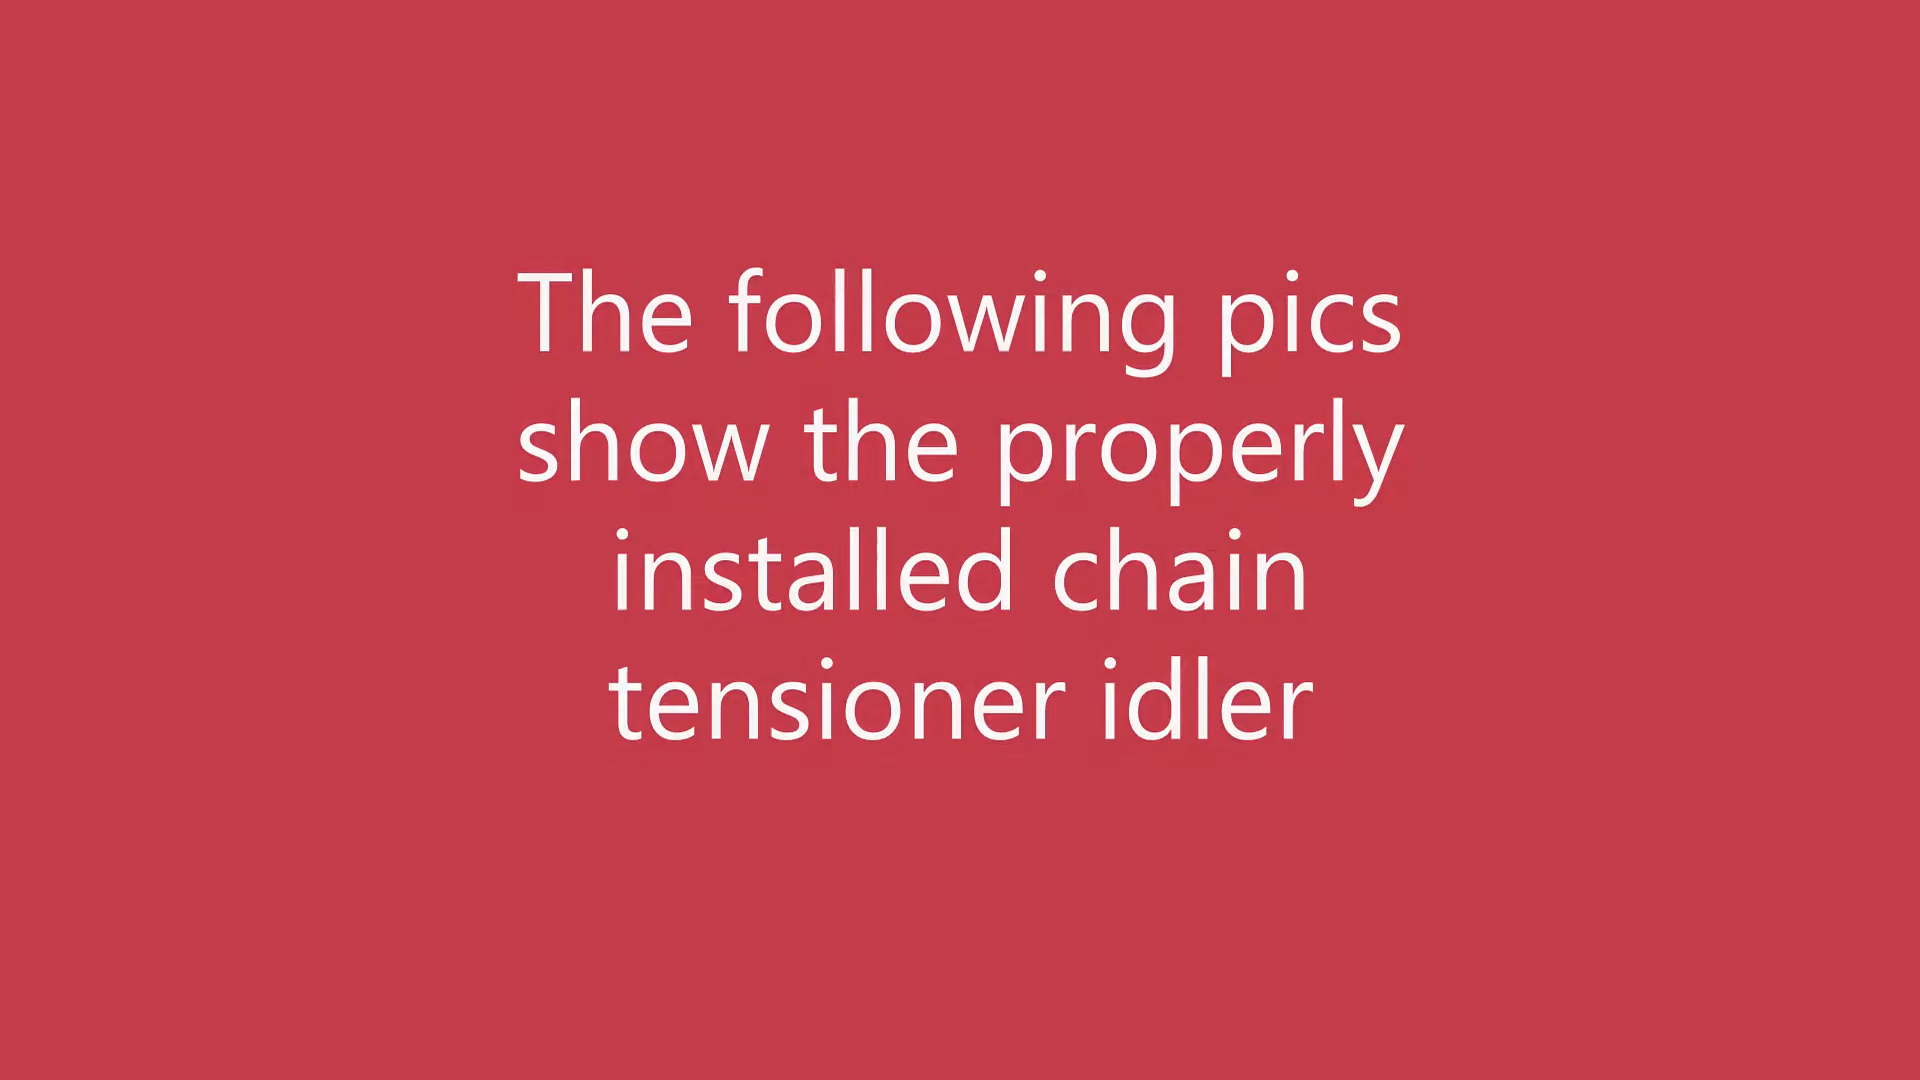 The following pics
show the properly
installed chain
tensioner idler